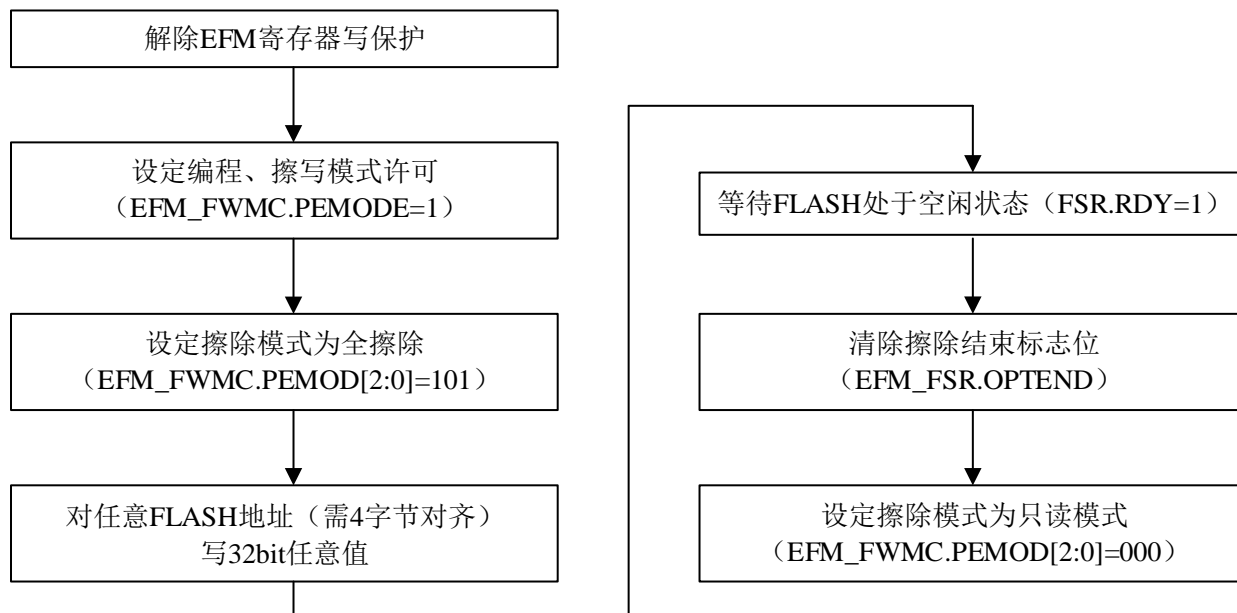 解除EFM寄存器写保护
设定编程、擦写模式许可
（EFM_FWMC.PEMODE=1）
设定擦除模式为全擦除
（EFM_FWMC.PEMOD[2:0]=101）
对任意FLASH地址（需4字节对齐）
写32bit任意值
等待FLASH处于空闲状态（FSR.RDY=1）
清除擦除结束标志位
（EFM_FSR.OPTEND）
设定擦除模式为只读模式
（EFM_FWMC.PEMOD[2:0]=000）